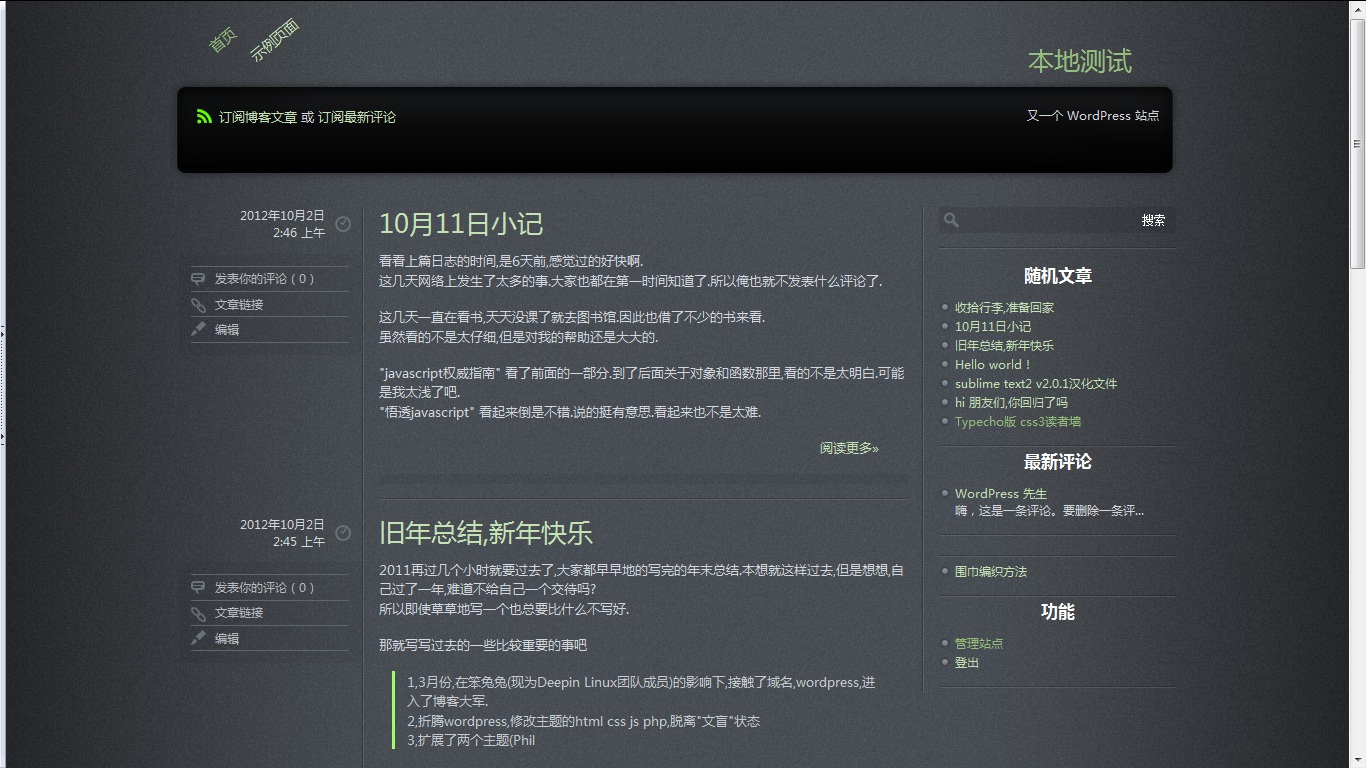 首页
示例页面
本地测试
订阅博客文章 或 订阅最新评论
又一个 WordPress 站点
2012年10月2日
2:46 上午
发表你的评论 ( 0 )
文章链接
编辑
10月11日小记
看看上篇日志的时间,是6天前,感觉过的好快啊.
这几天网络上发生了太多的事.大家也都在第一时间知道了.所以俺也就不发表什么评论了.
这几天一直在看书,天天没课了就去图书馆.因此也借了不少的书来看.
虽然看的不是太仔细,但是对我的帮助还是大大的.
"javascript权威指南" 看了前面的一部分.到了后面关于对象和函数那里,看的不是太明白.可能
是我太浅了吧.
"悟透javascript" 看起来倒是不错.说的挺有意思.看起来也不是太难.
阅读更多»
2012年10月2日
2:45 上午
发表你的评论 ( 0 )
文章链接
编辑
旧年总结,新年快乐
2011再过几个小时就要过去了,大家都早早地的写完的年末总结.本想就这样过去,但是想想,自
己过了一年,难道不给自己一个交待吗?
所以即使草草地写一个也总要比什么不写好.
那就写写过去的一些比较重要的事吧
1,3月份,在笨兔兔(现为Deepin Linux团队成员)的影响下,接触了域名,wordpress,进
入了博客大军.
2,折腾wordpress,修改主题的html css js php,脱离"文盲"状态
3,扩展了两个主题(Phil
搜索
随机文章
收拾行李,准备回家
10月11日小记
旧年总结,新年快乐
Hello world！
sublime text2 v2.0.1汉化文件
hi 朋友们,你回归了吗
Typecho版 css3读者墙
最新评论
WordPress 先生
嗨，这是一条评论。要删除一条评...
围巾编织方法
功能
管理站点
登出